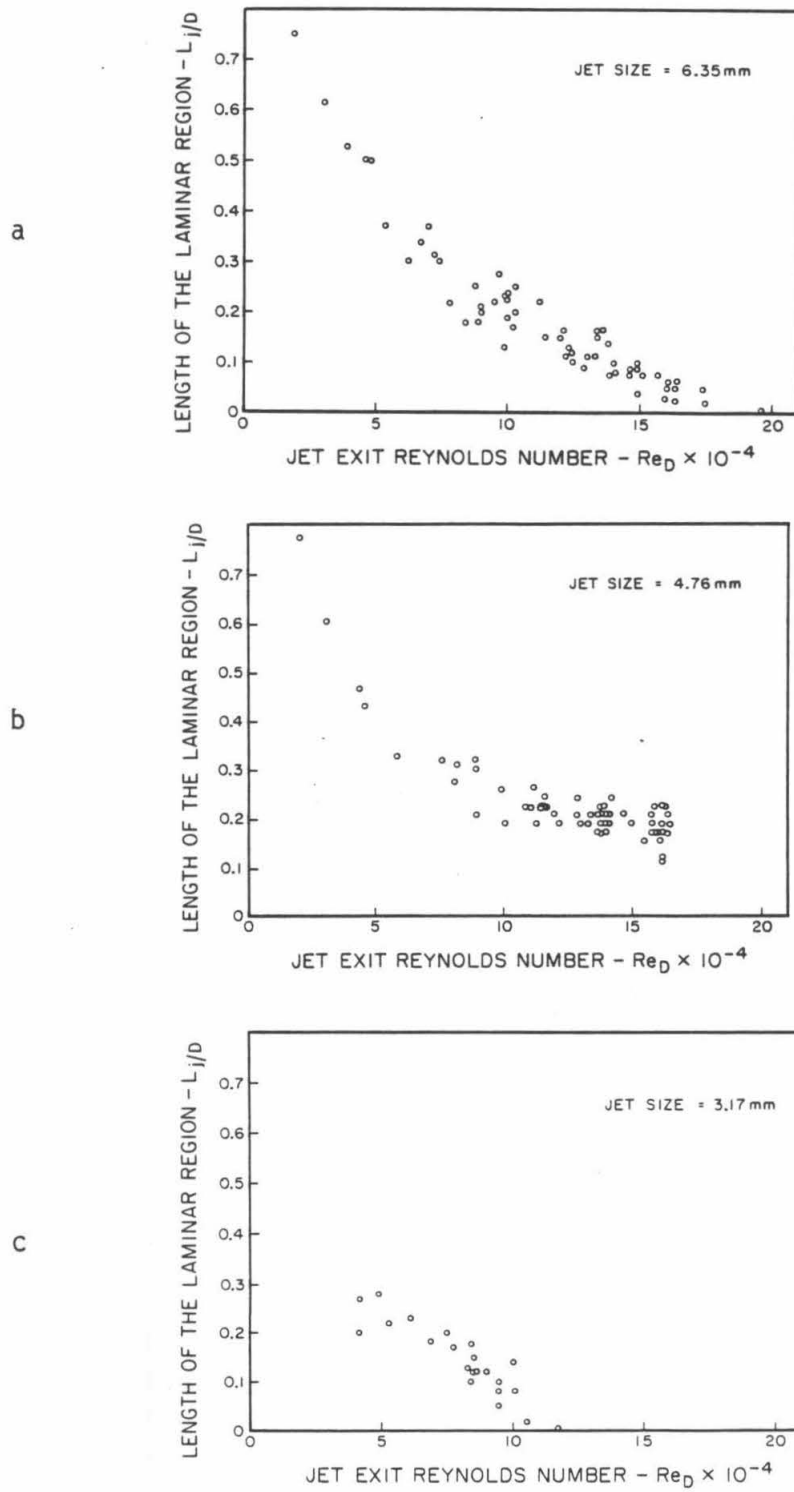 a
LENGTH OF THE LAMINAR REGION - Lj/D
0.7
0.6
0.5
0.4
0.3
0.2
0.1
0
JET SIZE = 6.35mm
0 5 10 15 20
JET EXIT REYNOLDS NUMBER - ReD × 10⁻⁴
b
LENGTH OF THE LAMINAR REGION - Lj/D
0.7
0.6
0.5
0.4
0.3
0.2
0.1
0
JET SIZE = 4.76mm
0 5 10 15 20
JET EXIT REYNOLDS NUMBER - ReD × 10⁻⁴
c
LENGTH OF THE LAMINAR REGION - Lj/D
0.7
0.6
0.5
0.4
0.3
0.2
0.1
0
JET SIZE = 3.17mm
0 5 10 15 20
JET EXIT REYNOLDS NUMBER - ReD × 10⁻⁴